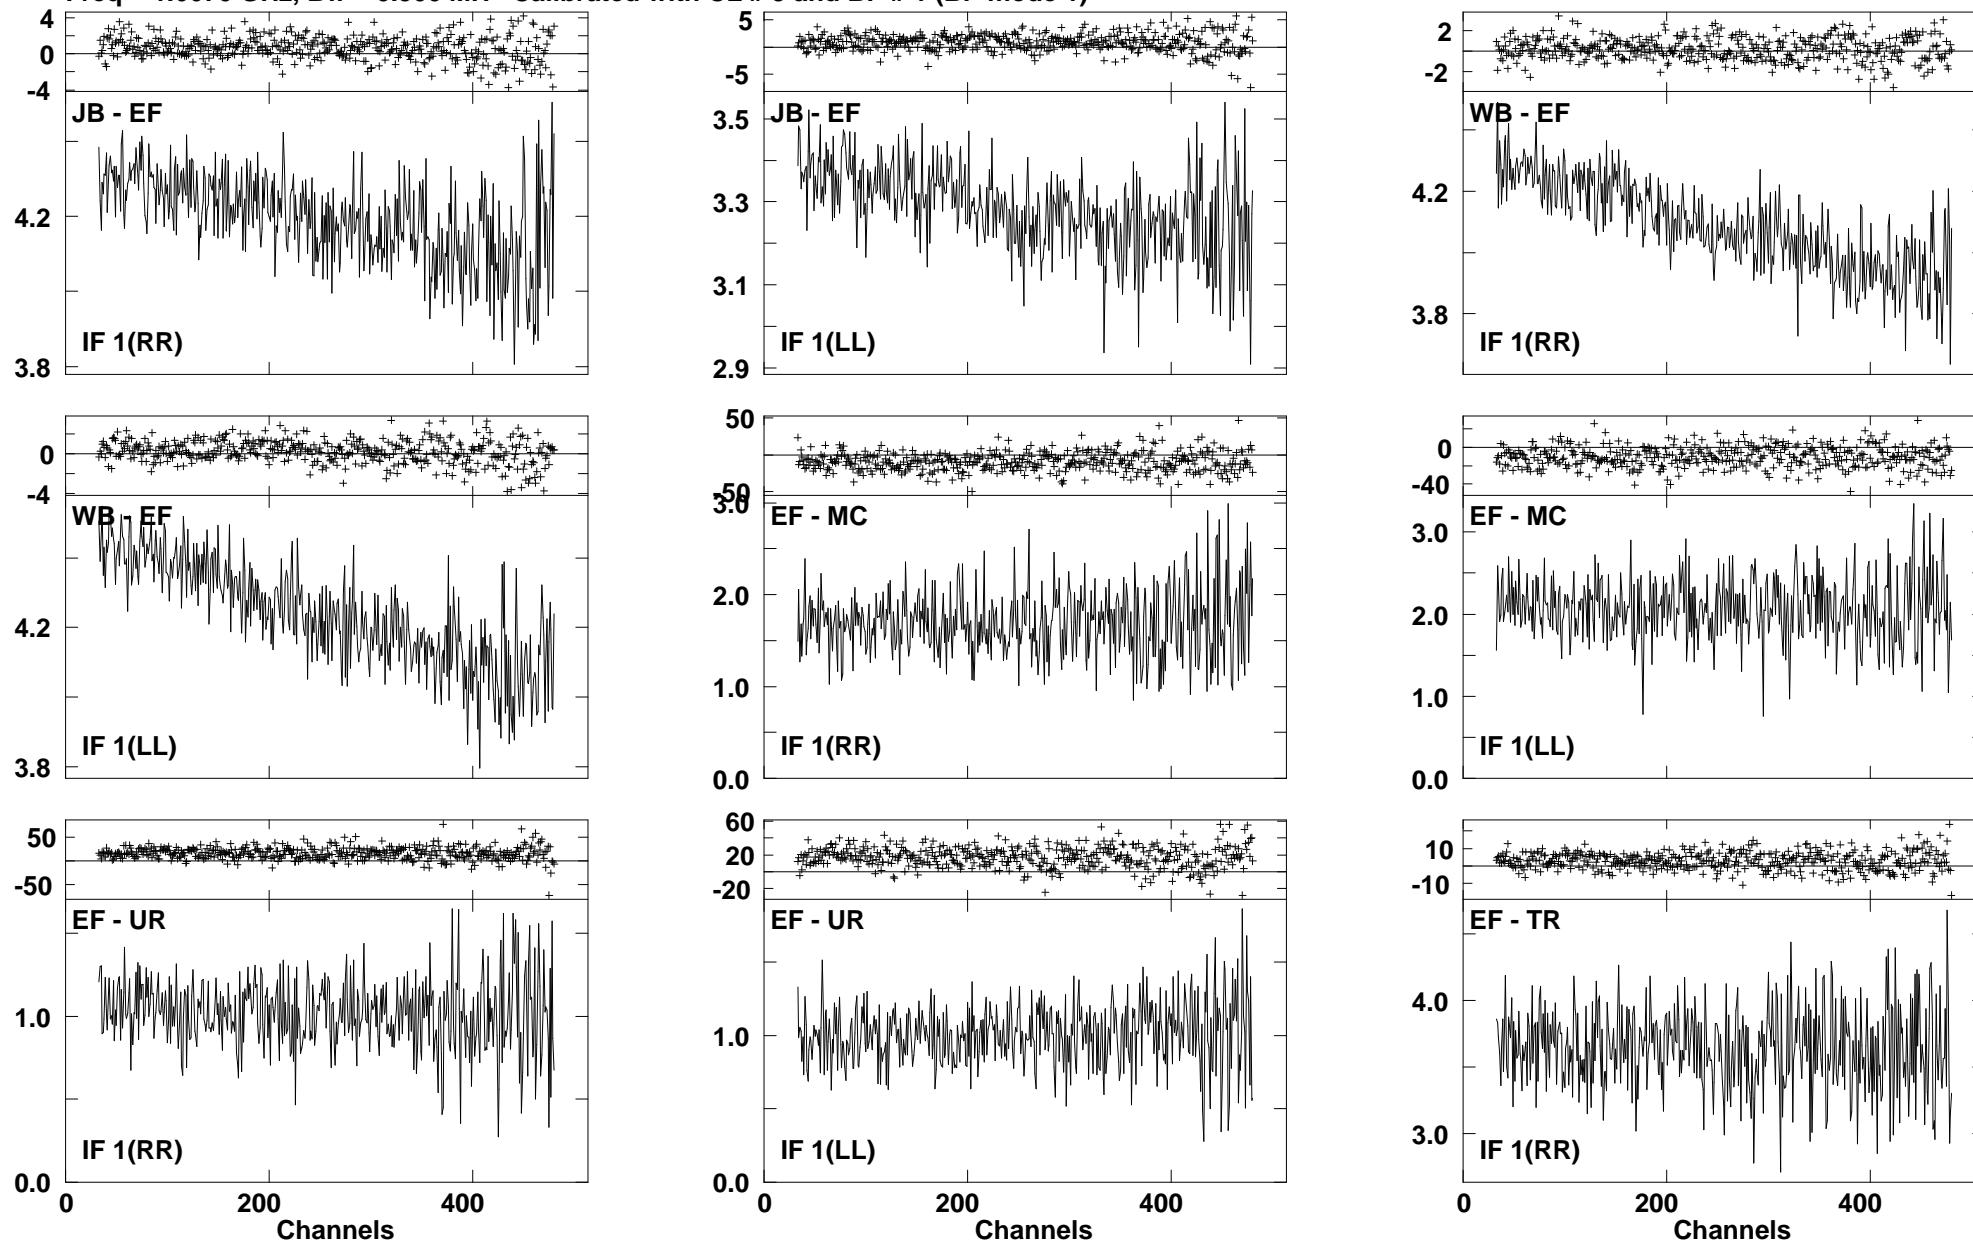 4
0
-4
JB - EF
4.2
3.8
IF 1(RR)
5
-5
JB - EF
3.5
3.3
3.1
2.9
IF 1(LL)
2
-2
WB - EF
4.2
3.8
IF 1(RR)
0
-4
WB - EF
4.2
3.8
IF 1(LL)
50
-50
3.0
EF - MC
2.0
1.0
0.0
IF 1(RR)
0
-40
EF - MC
3.0
2.0
1.0
0.0
IF 1(LL)
50
-50
EF - UR
1.0
0.0
IF 1(RR)
0 200 400
Channels
60
20
-20
EF - UR
1.0
0.0
IF 1(LL)
0 200 400
Channels
10
-10
EF - TR
4.0
3.0
IF 1(RR)
0 200 400
Channels